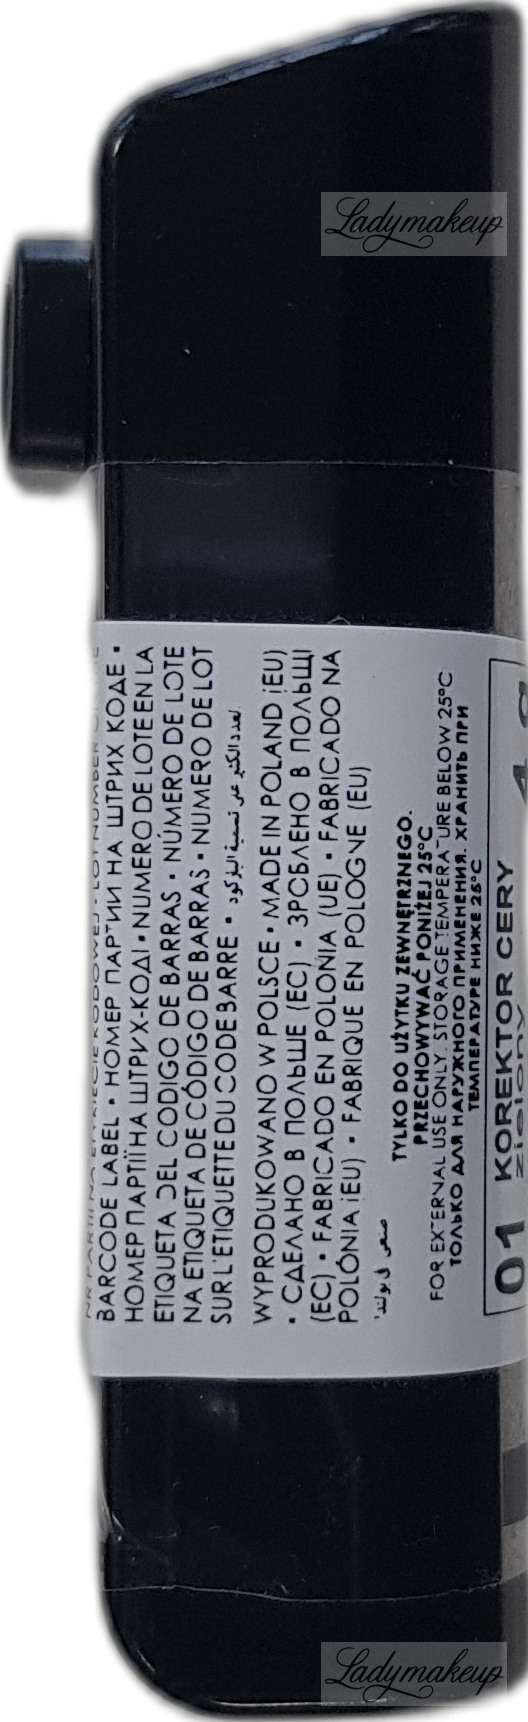 Ladymakeup
BARCODE LABEL • НОМЕР ПАРТИИ НА ШТРИХ КОДЕ •
НОМЕР ПАРТІЇ НА ШТРИХ-КОДІ • NUMERO DE LOTE EN LA
ETIQUETA DEL CODIGO DE BARRAS • NÚMERO DE LOTE
NA ETIQUETA DE CÓDIGO DE BARRAS • NUMERO DE LOT
SUR L'ETIQUETTE DU CODE BARRE •
WYPRODUKOWANO W POLSCE • MADE IN POLAND (EU)
• СДЕЛАНО В ПОЛЬШЕ (ЕС) • ЗРОБЛЕНО В ПОЛЬЩІ
(EC) • FABRICADO EN POLONIA (UE) • FABRICADO NA
POLÓNIA (EU) • FABRIQUE EN POLOGNE (EU)
TYLKO DO UŻYTKU ZEWNĘTRZNEGO.
PRZECHOWYWAĆ PONIŻEJ 25°C
FOR EXTERNAL USE ONLY. STORAGE TEMPERATURE BELOW 25°C
ТОЛЬКО ДЛЯ НАРУЖНОГО ПРИМЕНЕНИЯ. ХРАНИТЬ ПРИ
ТЕМПЕРАТУРЕ НИЖЕ 25°C
01 KOREKTOR CERY
zielony
4 g
Ladymakeup